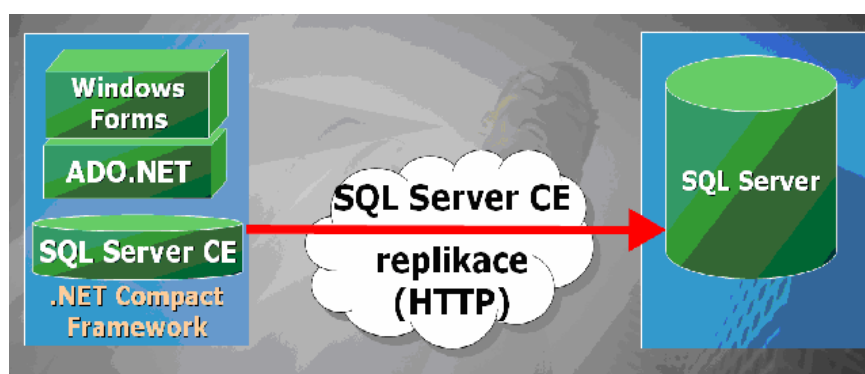 Windows
Forms
ADO.NET
SQL Server CE
.NET Compact
Framework
SQL Server CE
replikace
(HTTP)
SQL Server